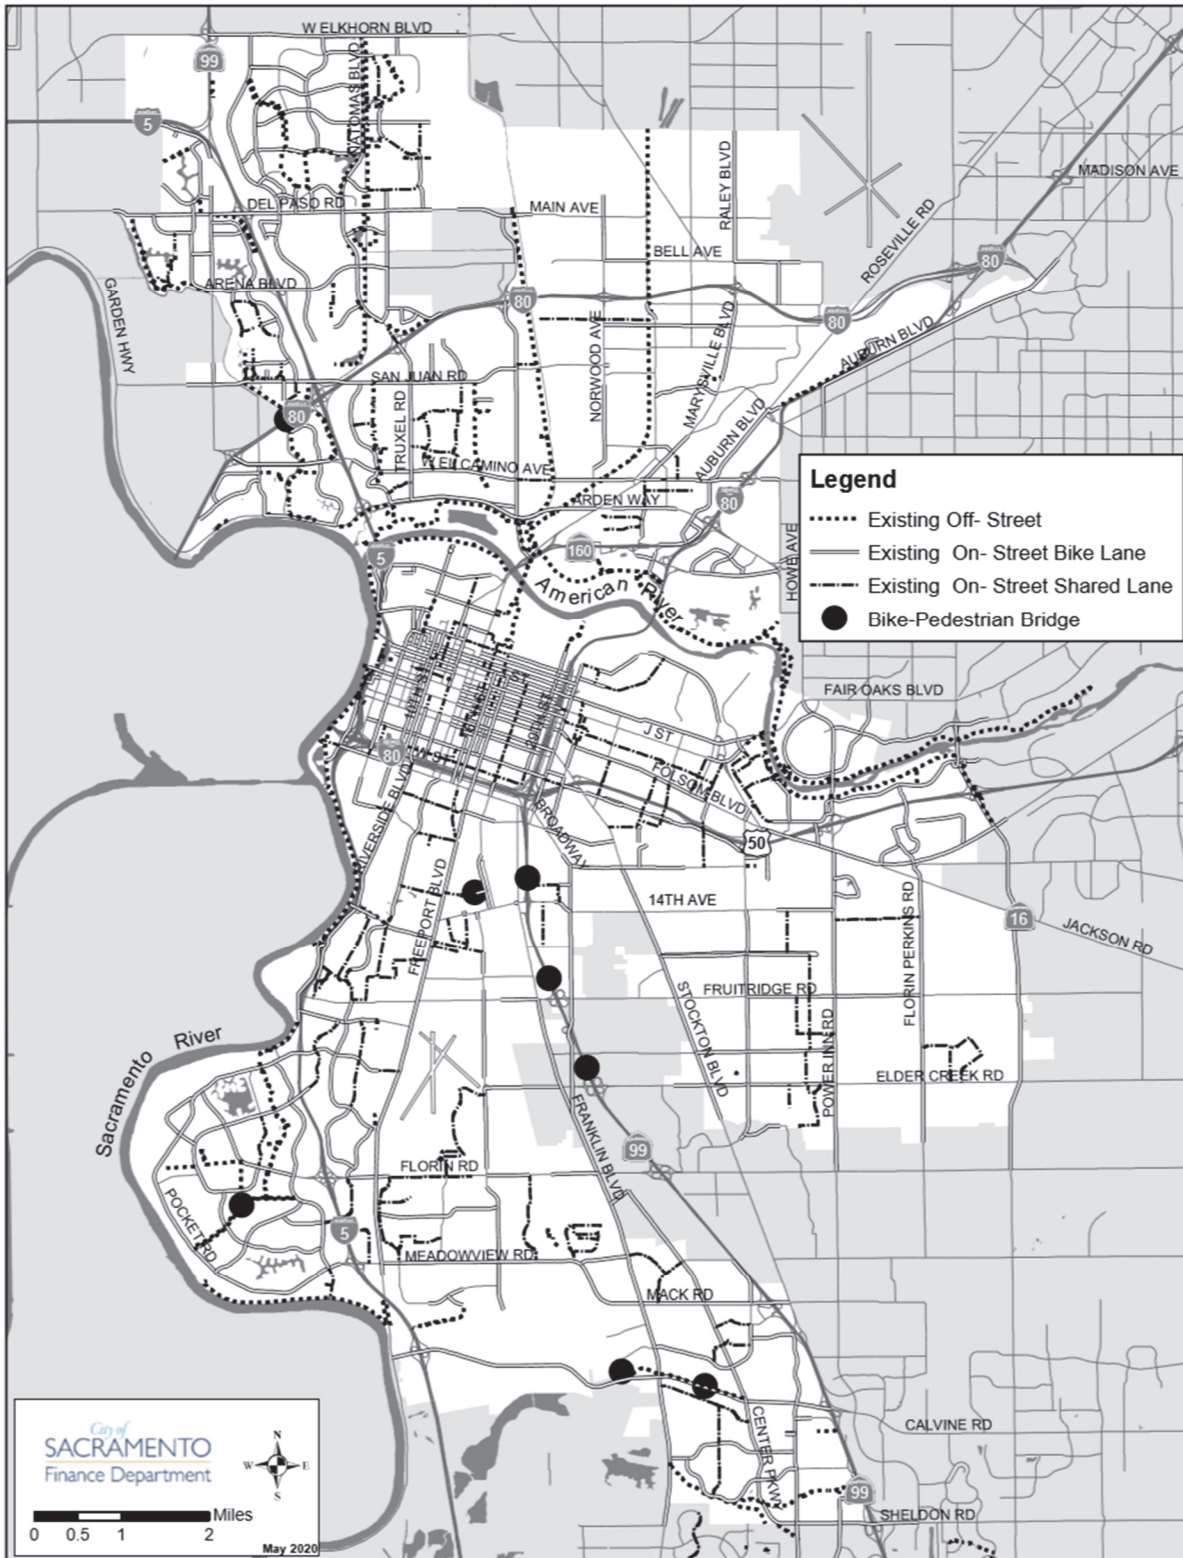 W ELKHORN BLVD
99
NATOMAS BLVD
5
RALEY BLVD
MADISON AVE
DEL PASO RD
MAIN AVE
ROSEVILLE RD
BELL AVE
80
GARDEN HWY
ARENA BLVD
80
80
NORWOOD AVE
MARYSVILLE BLVD
AUBURN BLVD
SAN JUAN RD
80
TRUXEL RD
AUBURN BLVD
W EL CAMINO AVE
ARDEN WAY
80
HOWE AVE
Legend
Existing Off- Street
Existing On- Street Bike Lane
Existing On- Street Shared Lane
Bike-Pedestrian Bridge
5
160
American River
FAIR OAKS BLVD
J ST
80
FOLSOM BLVD
RIVERSIDE BLVD
BROADWAY
50
FREEPORT BLVD
14TH AVE
FLORIN PERKINS RD
16
JACKSON RD
FRUITRIDGE RD
STOCKTON BLVD
POWER INN RD
Sacramento River
ELDER CREEK RD
FRANKLIN BLVD
99
FLORIN RD
POCKET RD
5
MEADOWVIEW RD
MACK RD
CENTER PKWY
CALVINE RD
99
SHELDON RD
City of
SACRAMENTO
Finance Department
N
W E
S
Miles
0 0.5 1 2
May 2020